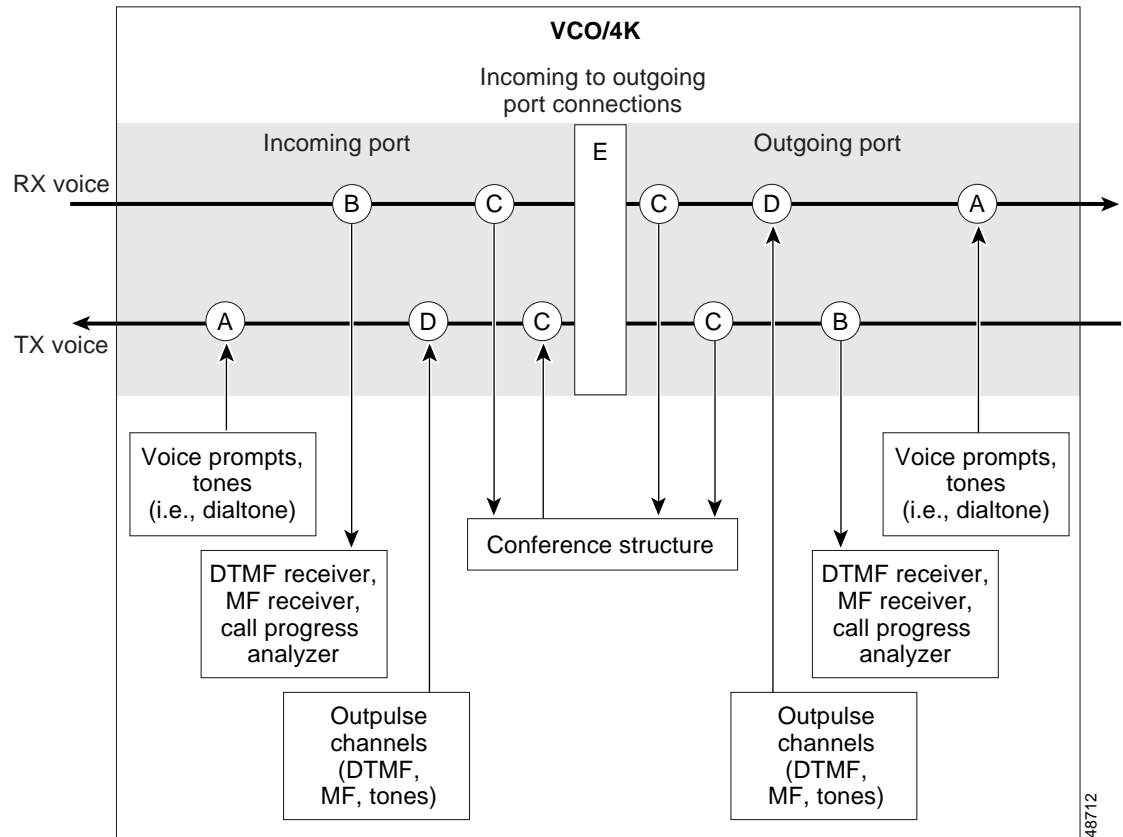 VCO/4K
Incoming to outgoing
port connections
Incoming port
E
Outgoing port
RX voice
B
C
C
D
A
TX voice
A
D
C
C
B
Voice prompts,
tones
(i.e., dialtone)
Voice prompts,
tones
(i.e., dialtone)
Conference structure
DTMF receiver,
MF receiver,
call progress
analyzer
DTMF receiver,
MF receiver,
call progress
analyzer
Outpulse
channels
(DTMF,
MF, tones)
Outpulse
channels
(DTMF,
MF, tones)
48712